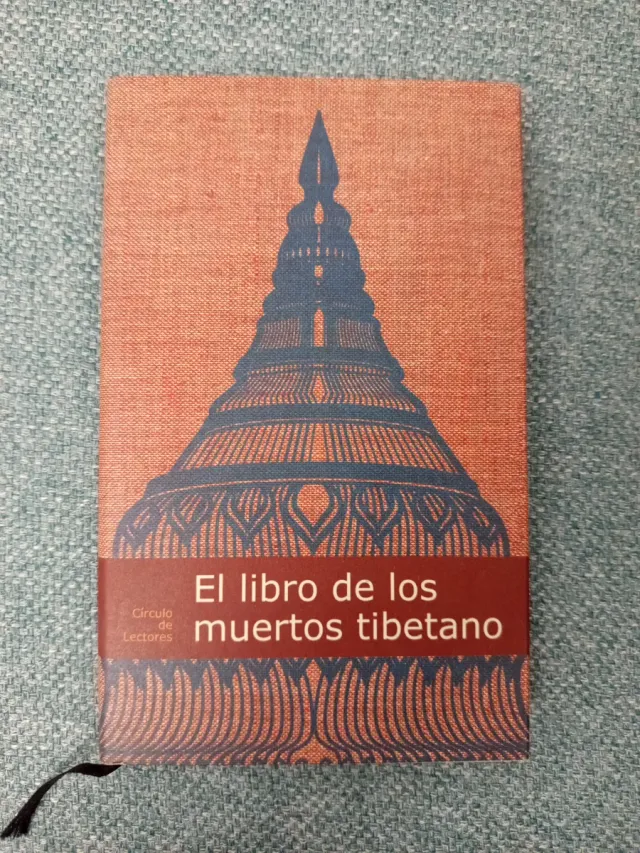 El libro de los
muertos tibetano
Círculo
de
Lectores